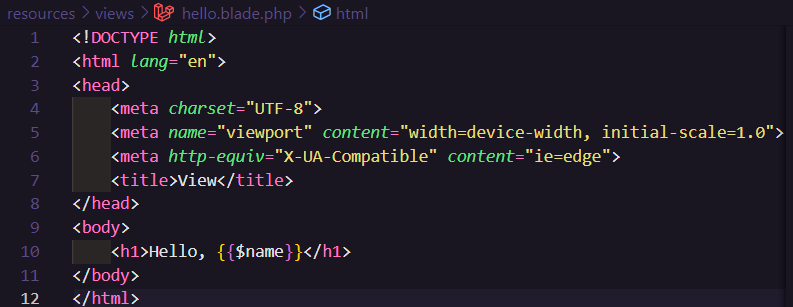 resources > views > hello.blade.php > html
1 <!DOCTYPE html>
2 <html lang="en">
3 <head>
4     <meta charset="UTF-8">
5     <meta name="viewport" content="width=device-width, initial-scale=1.0">
6     <meta http-equiv="X-UA-Compatible" content="ie=edge">
7     <title>View</title>
8 </head>
9 <body>
10     <h1>Hello, {{$name}}</h1>
11 </body>
12 </html>